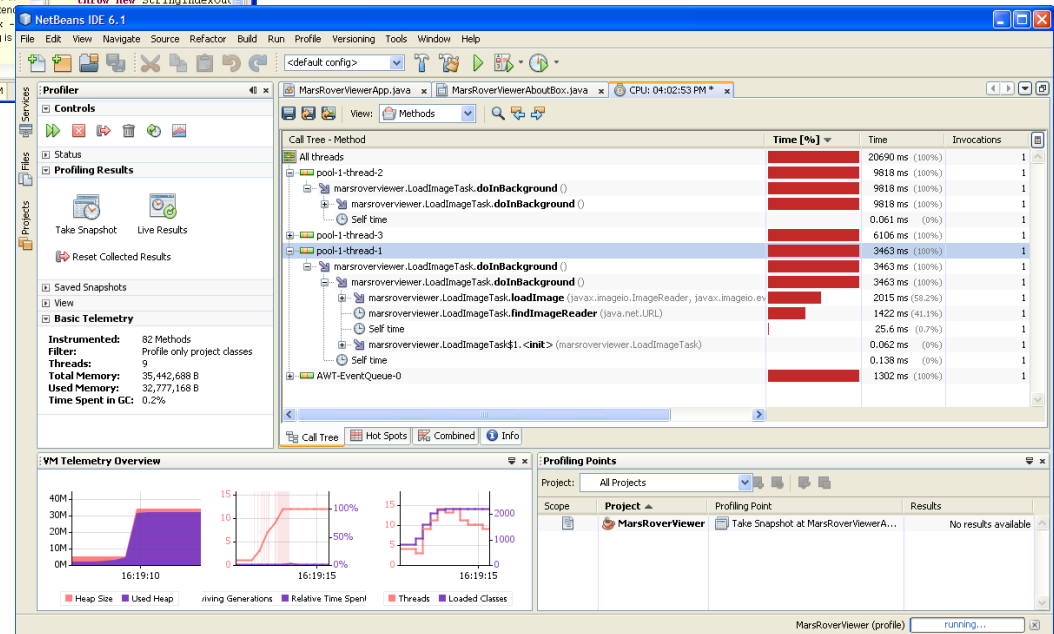 throw new StringIndexOut
NetBeans IDE 6.1
File Edit View Navigate Source Refactor Build Run Profile Versioning Tools Window Help
<default config>
Services
Files
Projects
Profiler
MarsRoverViewerApp.java x MarsRoverViewerAboutBox.java x CPU: 04:02:53 PM * x
Controls
View: Methods
Status
Profiling Results
Take Snapshot Live Results
Reset Collected Results
Saved Snapshots
View
Basic Telemetry
Instrumented: 82 Methods
Filter: Profile only project classes
Threads: 9
Total Memory: 35,442,688 B
Used Memory: 32,777,168 B
Time Spent in GC: 0.2%
Call Tree - Method Time [%] Time Invocations
All threads 20690 ms (100%) 1
pool-1-thread-2 9818 ms (100%) 1
marsroverviewer.LoadImageTask.doInBackground () 9818 ms (100%) 1
marsroverviewer.LoadImageTask.doInBackground () 9818 ms (100%) 1
Self time 0.061 ms (0%) 1
pool-1-thread-3 6106 ms (100%) 1
pool-1-thread-1 3463 ms (100%) 1
marsroverviewer.LoadImageTask.doInBackground () 3463 ms (100%) 1
marsroverviewer.LoadImageTask.doInBackground () 3463 ms (100%) 1
marsroverviewer.LoadImageTask.loadImage (javax.imageio.ImageReader, javax.imageio.ev 2015 ms (58.2%) 1
marsroverviewer.LoadImageTask.findImageReader (java.net.URL) 1422 ms (41.1%) 1
Self time 25.6 ms (0.7%) 1
marsroverviewer.LoadImageTask$1.<init> (marsroverviewer.LoadImageTask) 0.062 ms (0%) 1
Self time 0.138 ms (0%) 1
AWT-EventQueue-0 1302 ms (100%) 1
Call Tree Hot Spots Combined Info
VM Telemetry Overview
40M
30M
20M
10M
0M
16:19:10
Heap Size Used Heap
15
10
5
0
100%
50%
0%
16:19:15
iving Generations Relative Time Spent
15
10
5
0
2000
1000
0
16:19:15
Threads Loaded Classes
Profiling Points
Project: All Projects
Scope Project Profiling Point Results
MarsRoverViewer Take Snapshot at MarsRoverViewerA... No results available
MarsRoverViewer (profile) running...